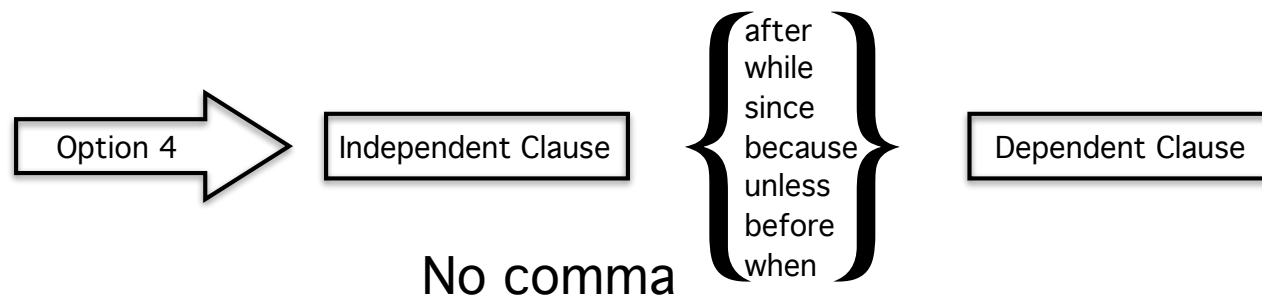 Option 4
Independent Clause
after
while
since
because
unless
before
when
Dependent Clause
No comma